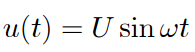 u(t) = U sin ωt